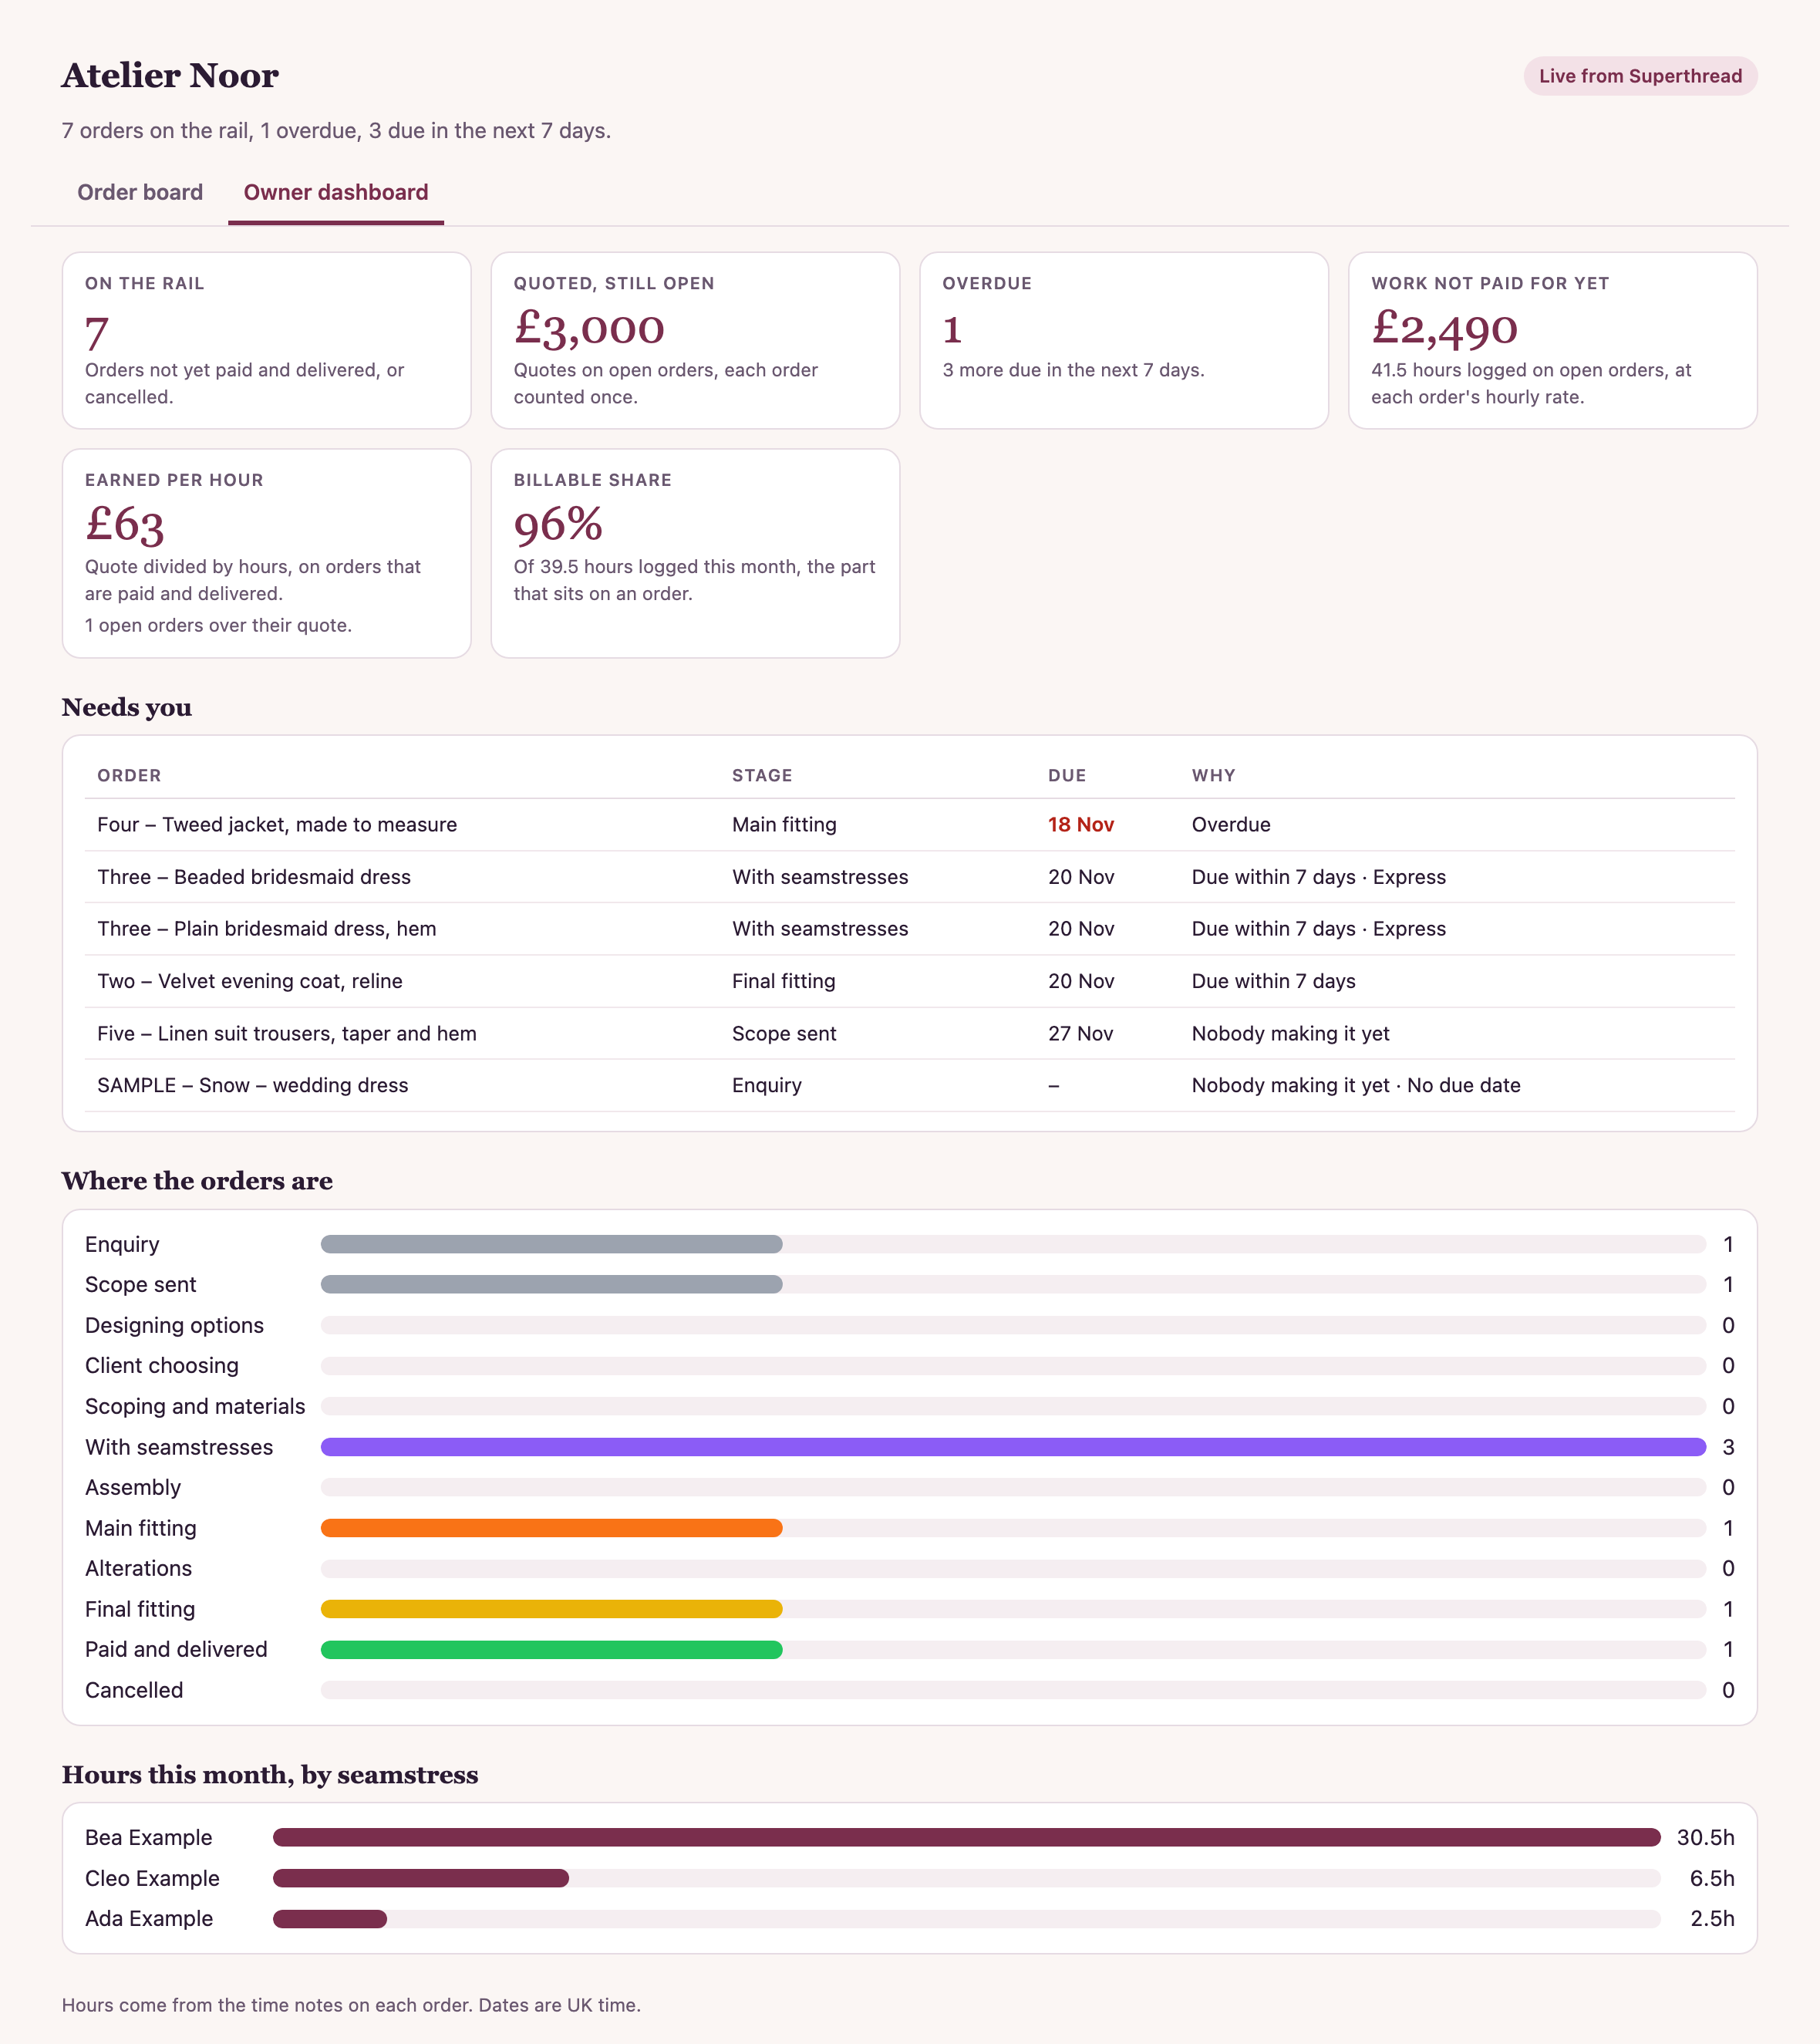 Atelier Noor
Live from Superthread
7 orders on the rail, 1 overdue, 3 due in the next 7 days.
Order board
Owner dashboard
ON THE RAIL
7
Orders not yet paid and delivered, or
cancelled.
QUOTED, STILL OPEN
£3,000
Quotes on open orders, each order
counted once.
OVERDUE
1
3 more due in the next 7 days.
WORK NOT PAID FOR YET
£2,490
41.5 hours logged on open orders, at
each order's hourly rate.
EARNED PER HOUR
£63
Quote divided by hours, on orders that
are paid and delivered.
1 open orders over their quote.
BILLABLE SHARE
96%
Of 39.5 hours logged this month, the part
that sits on an order.
Needs you
ORDER STAGE DUE WHY
Four – Tweed jacket, made to measure Main fitting 18 Nov Overdue
Three – Beaded bridesmaid dress With seamstresses 20 Nov Due within 7 days · Express
Three – Plain bridesmaid dress, hem With seamstresses 20 Nov Due within 7 days · Express
Two – Velvet evening coat, reline Final fitting 20 Nov Due within 7 days
Five – Linen suit trousers, taper and hem Scope sent 27 Nov Nobody making it yet
SAMPLE – Snow – wedding dress Enquiry – Nobody making it yet · No due date
Where the orders are
Enquiry 1
Scope sent 1
Designing options 0
Client choosing 0
Scoping and materials 0
With seamstresses 3
Assembly 0
Main fitting 1
Alterations 0
Final fitting 1
Paid and delivered 1
Cancelled 0
Hours this month, by seamstress
Bea Example 30.5h
Cleo Example 6.5h
Ada Example 2.5h
Hours come from the time notes on each order. Dates are UK time.